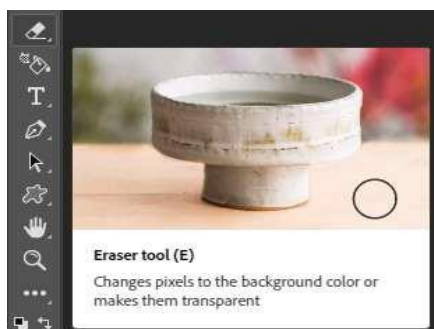 T
Eraser tool (E)
Changes pixels to the background color or
makes them transparent